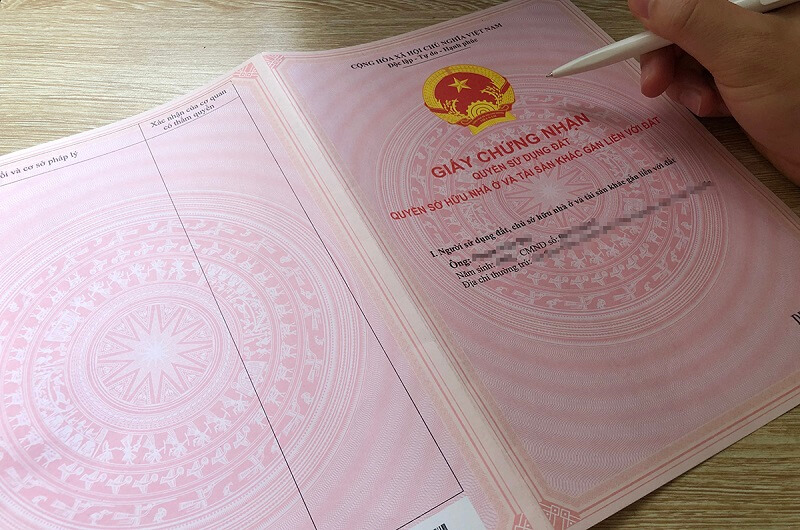 ổi và cơ sở pháp lý
Xác nhận của cơ quan
có thẩm quyền
CỘNG HÒA XÃ HỘI CHỦ NGHĨA VIỆT NAM
Độc lập - Tự do - Hạnh phúc
GIẤY CHỨNG NHẬN
QUYỀN SỬ DỤNG ĐẤT
QUYỀN SỞ HỮU NHÀ Ở VÀ TÀI SẢN KHÁC GẮN LIỀN VỚI ĐẤT
I. Người sử dụng đất, chủ sở hữu nhà ở và tài sản khác gắn liền với đất
Ông:
Năm sinh: CMND số:
Địa chỉ thường trú: